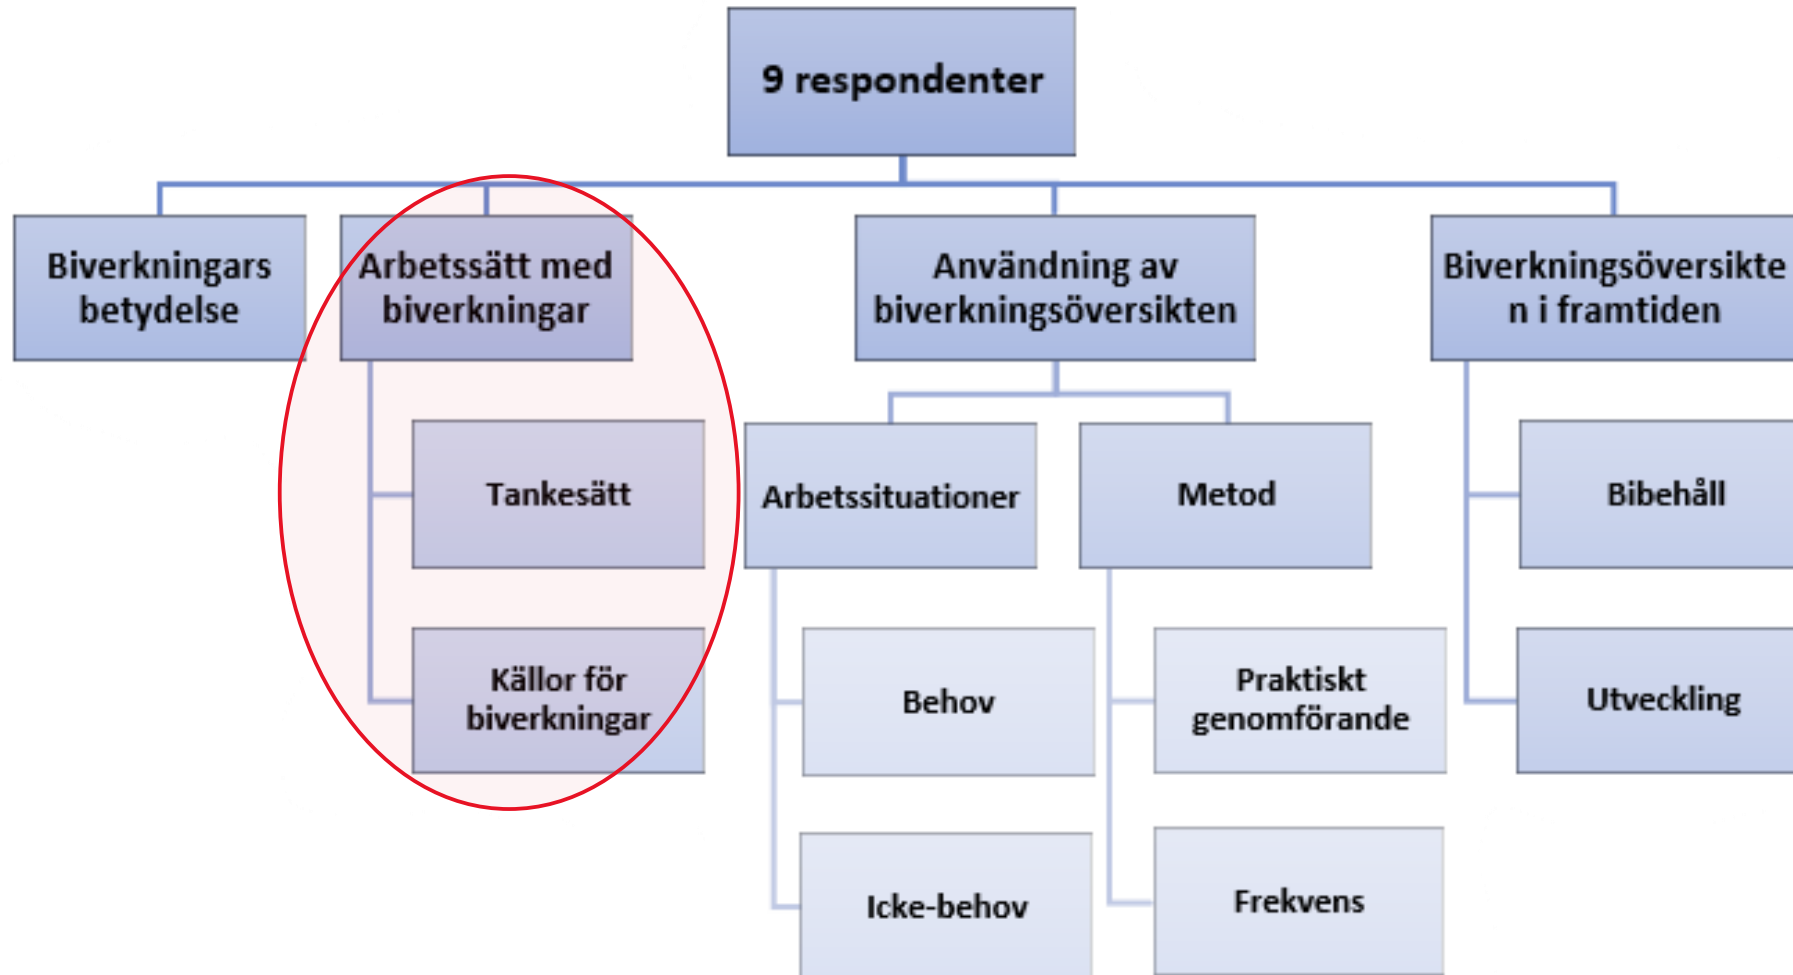 9 respondenter
Biverkningars
betydelse
Arbetssätt med
biverkningar
Användning av
biverkningsöversikten
Biverkningsöversikte
n i framtiden
Tankesätt
Arbetssituationer
Metod
Bibehåll
Källor för
biverkningar
Behov
Praktiskt
genomförande
Utveckling
Icke-behov
Frekvens